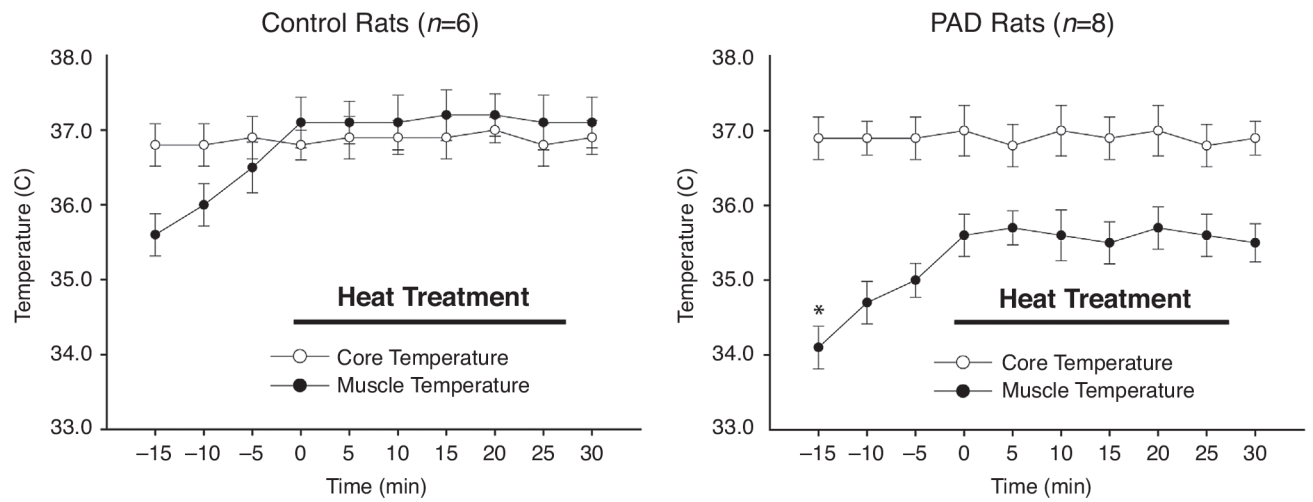 Control Rats (n=6)
38.0
37.0
36.0
35.0
34.0
33.0
Temperature (C)
Heat Treatment
Core Temperature
Muscle Temperature
–15 –10 –5 0 5 10 15 20 25 30
Time (min)
PAD Rats (n=8)
38.0
37.0
36.0
35.0
34.0
33.0
Temperature (C)
*
Heat Treatment
Core Temperature
Muscle Temperature
–15 –10 –5 0 5 10 15 20 25 30
Time (min)